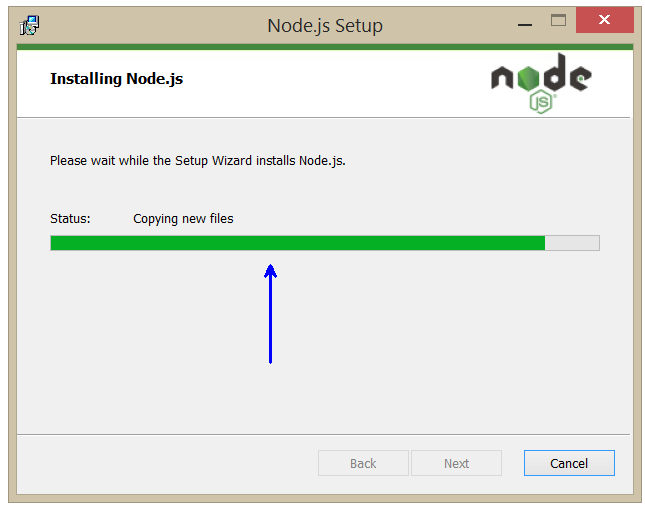 Node.js Setup
Installing Node.js
node
JS
Please wait while the Setup Wizard installs Node.js.
Status: Copying new files
Back Next Cancel